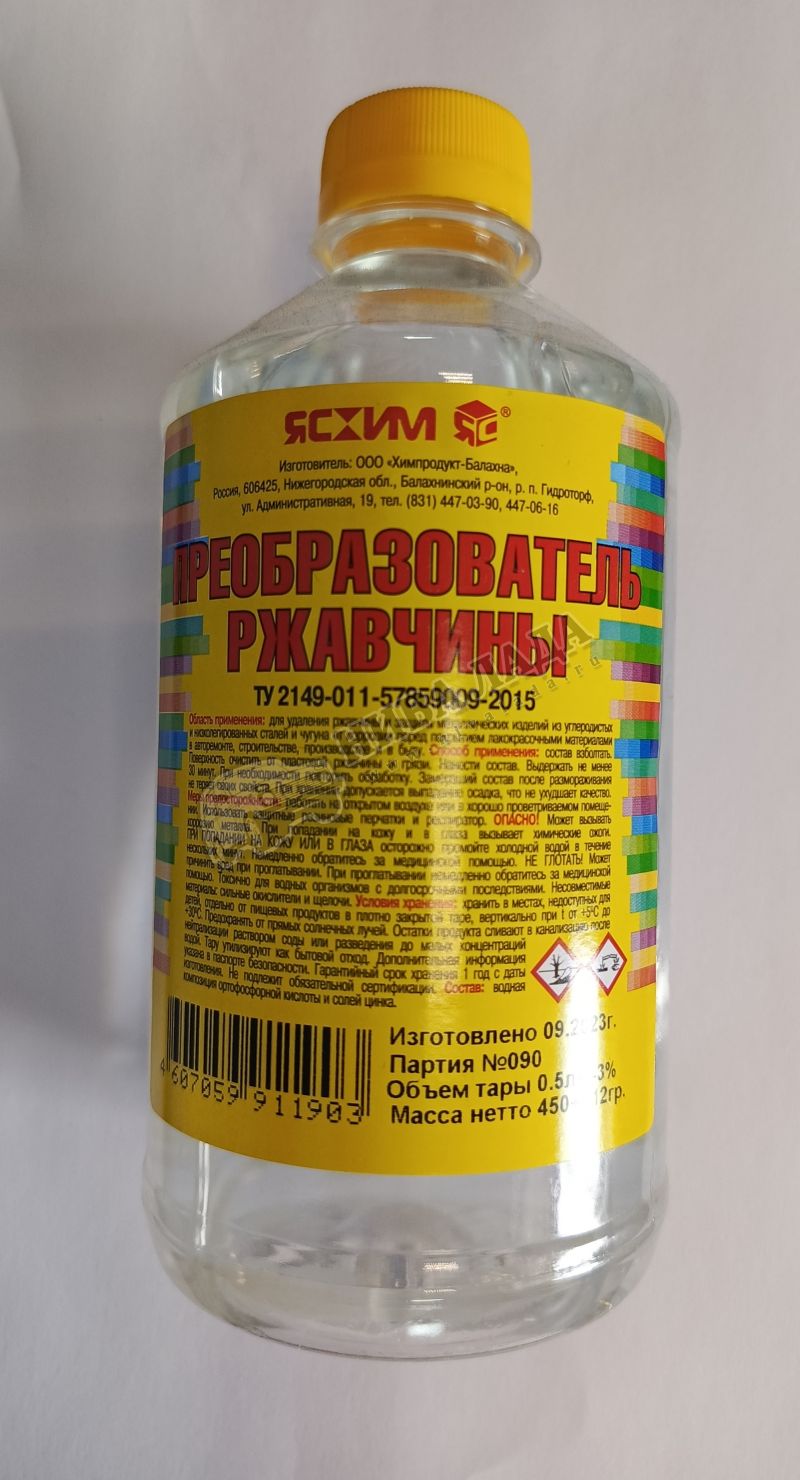 ЯСХИМ ЯС®
Изготовитель: ООО «Химпродукт-Балахна»,
Россия, 606425, Нижегородская обл., Балахнинский р-он, р. п. Гидроторф,
ул. Административная, 19, тел. (831) 447-03-90, 447-06-16
ПРЕОБРАЗОВАТЕЛЬ
РЖАВЧИНЫ
ТУ 2149-011-57859009-2015
Область применения: для удаления ржавчины металлических изделий из углеродистых
и низколегированных сталей и чугуна перед покрытием лакокрасочными материалами
в авторемонте, строительстве, производстве и быту. Способ применения: состав взболтать.
Поверхность очистить от пластовой ржавчины и грязи. Нанести состав. Выдержать не менее
30 минут. При необходимости повторить обработку. Замерзший состав после размораживания
не теряет своих свойств. При хранении допускается выпадение осадка, что не ухудшает качество.
Меры предосторожности: работать на открытом воздухе или в хорошо проветриваемом помеще-
нии. Использовать защитные резиновые перчатки и респиратор. ОПАСНО! Может вызывать
коррозию металла. При попадании на кожу и в глаза вызывает химические ожоги.
ПРИ ПОПАДАНИИ НА КОЖУ ИЛИ В ГЛАЗА осторожно промойте холодной водой в течение
нескольких минут. Немедленно обратитесь за медицинской помощью. НЕ ГЛОТАТЬ! Может
причинить вред при проглатывании. При проглатывании немедленно обратитесь за медицинской
помощью. Токсично для водных организмов с долгосрочными последствиями. Несовместимые
материалы: сильные окислители и щелочи. Условия хранения: хранить в местах, недоступных для
детей, отдельно от пищевых продуктов в плотно закрытой таре, вертикально при t от +5°С до
+30°С. Предохранять от прямых солнечных лучей. Остатки продукта сливают в канализацию после
нейтрализации раствором соды или разведения до малых концентраций
водой. Тару утилизируют как бытовой отход. Дополнительная информация
указана в паспорте безопасности. Гарантийный срок хранения 1 год с даты
изготовления. Не подлежит обязательной сертификации. Состав: водная
композиция ортофосфорной кислоты и солей цинка.
Изготовлено 09.2023г.
Партия №090
Объем тары 0.5л 3%
Масса нетто 450 12гр.
4 607059 911903